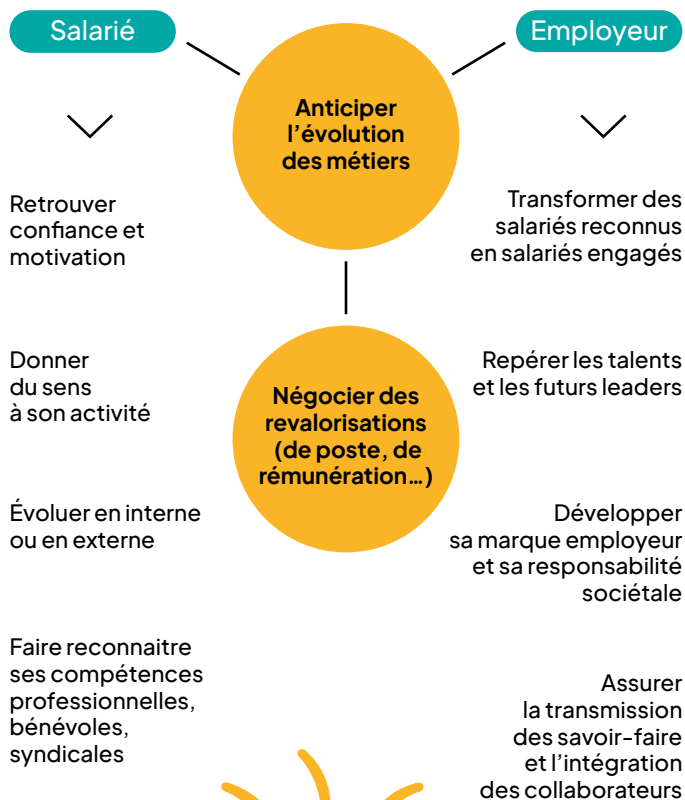 Salarié
Employeur
Anticiper
l’évolution
des métiers
Retrouver
confiance et
motivation
Transformer des
salariés reconnus
en salariés engagés
Donner
du sens
à son activité
Négocier des
revalorisations
(de poste, de
rémunération…)
Repérer les talents
et les futurs leaders
Évoluer en interne
ou en externe
Développer
sa marque employeur
et sa responsabilité
sociétale
Faire reconnaitre
ses compétences
professionnelles,
bénévoles,
syndicales
Assurer
la transmission
des savoir-faire
et l’intégration
des collaborateurs